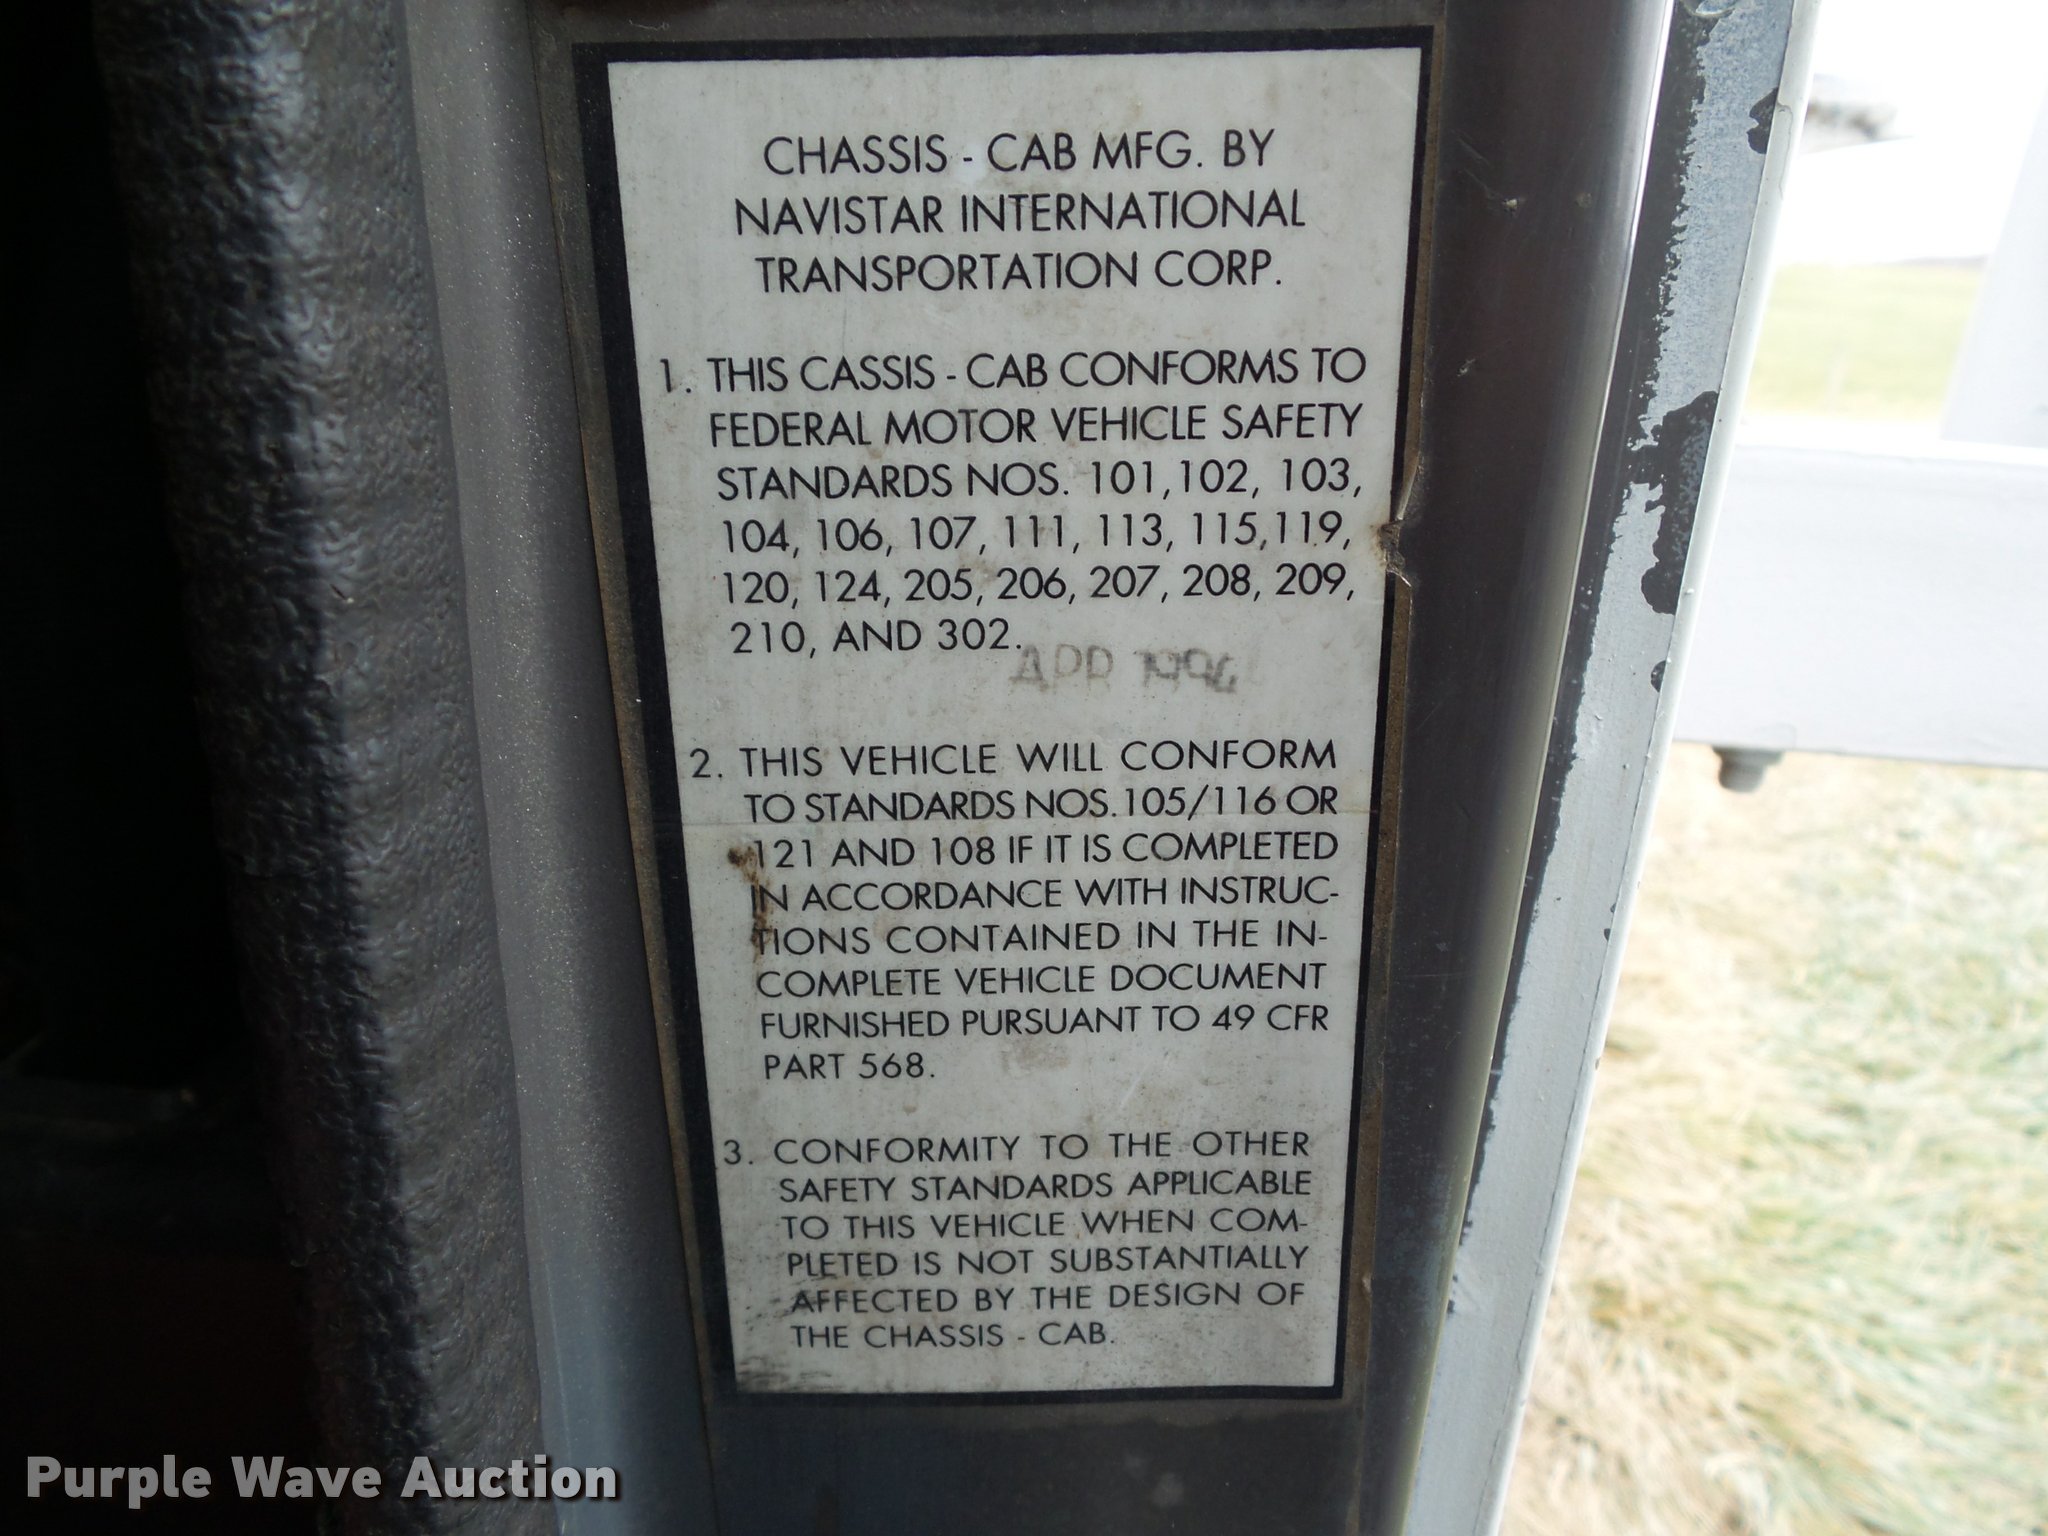 CHASSIS - CAB MFG. BY
NAVISTAR INTERNATIONAL
TRANSPORTATION CORP.
1. THIS CASSIS - CAB CONFORMS TO
FEDERAL MOTOR VEHICLE SAFETY
STANDARDS NOS. 101, 102, 103,
104, 106, 107, 111, 113, 115, 119,
120, 124, 205, 206, 207, 208, 209,
210, AND 302.
APR
2. THIS VEHICLE WILL CONFORM
TO STANDARDS NOS. 105/116 OR
121 AND 108 IF IT IS COMPLETED
IN ACCORDANCE WITH INSTRUC-
TIONS CONTAINED IN THE IN-
COMPLETE VEHICLE DOCUMENT
FURNISHED PURSUANT TO 49 CFR
PART 568.
3. CONFORMITY TO THE OTHER
SAFETY STANDARDS APPLICABLE
TO THIS VEHICLE WHEN COM-
PLETED IS NOT SUBSTANTIALLY
AFFECTED BY THE DESIGN OF
THE CHASSIS - CAB.
Purple Wave Auction